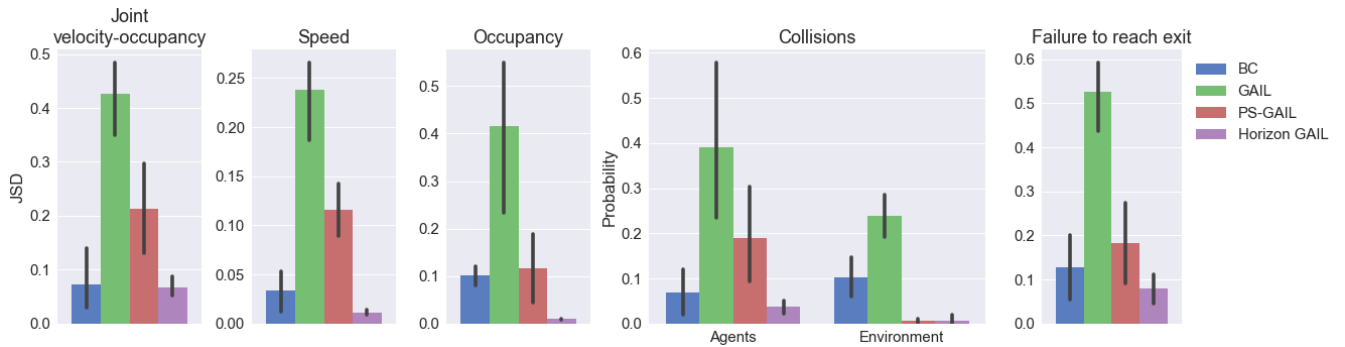 Joint
velocity-occupancy
Speed
Occupancy
Collisions
Failure to reach exit
JSD
0.5
0.4
0.3
0.2
0.1
0.0
0.25
0.20
0.15
0.10
0.05
0.00
0.5
0.4
0.3
0.2
0.1
0.0
Probability
0.6
0.5
0.4
0.3
0.2
0.1
0.0
Agents
Environment
0.6
0.5
0.4
0.3
0.2
0.1
0.0
BC
GAIL
PS-GAIL
Horizon GAIL